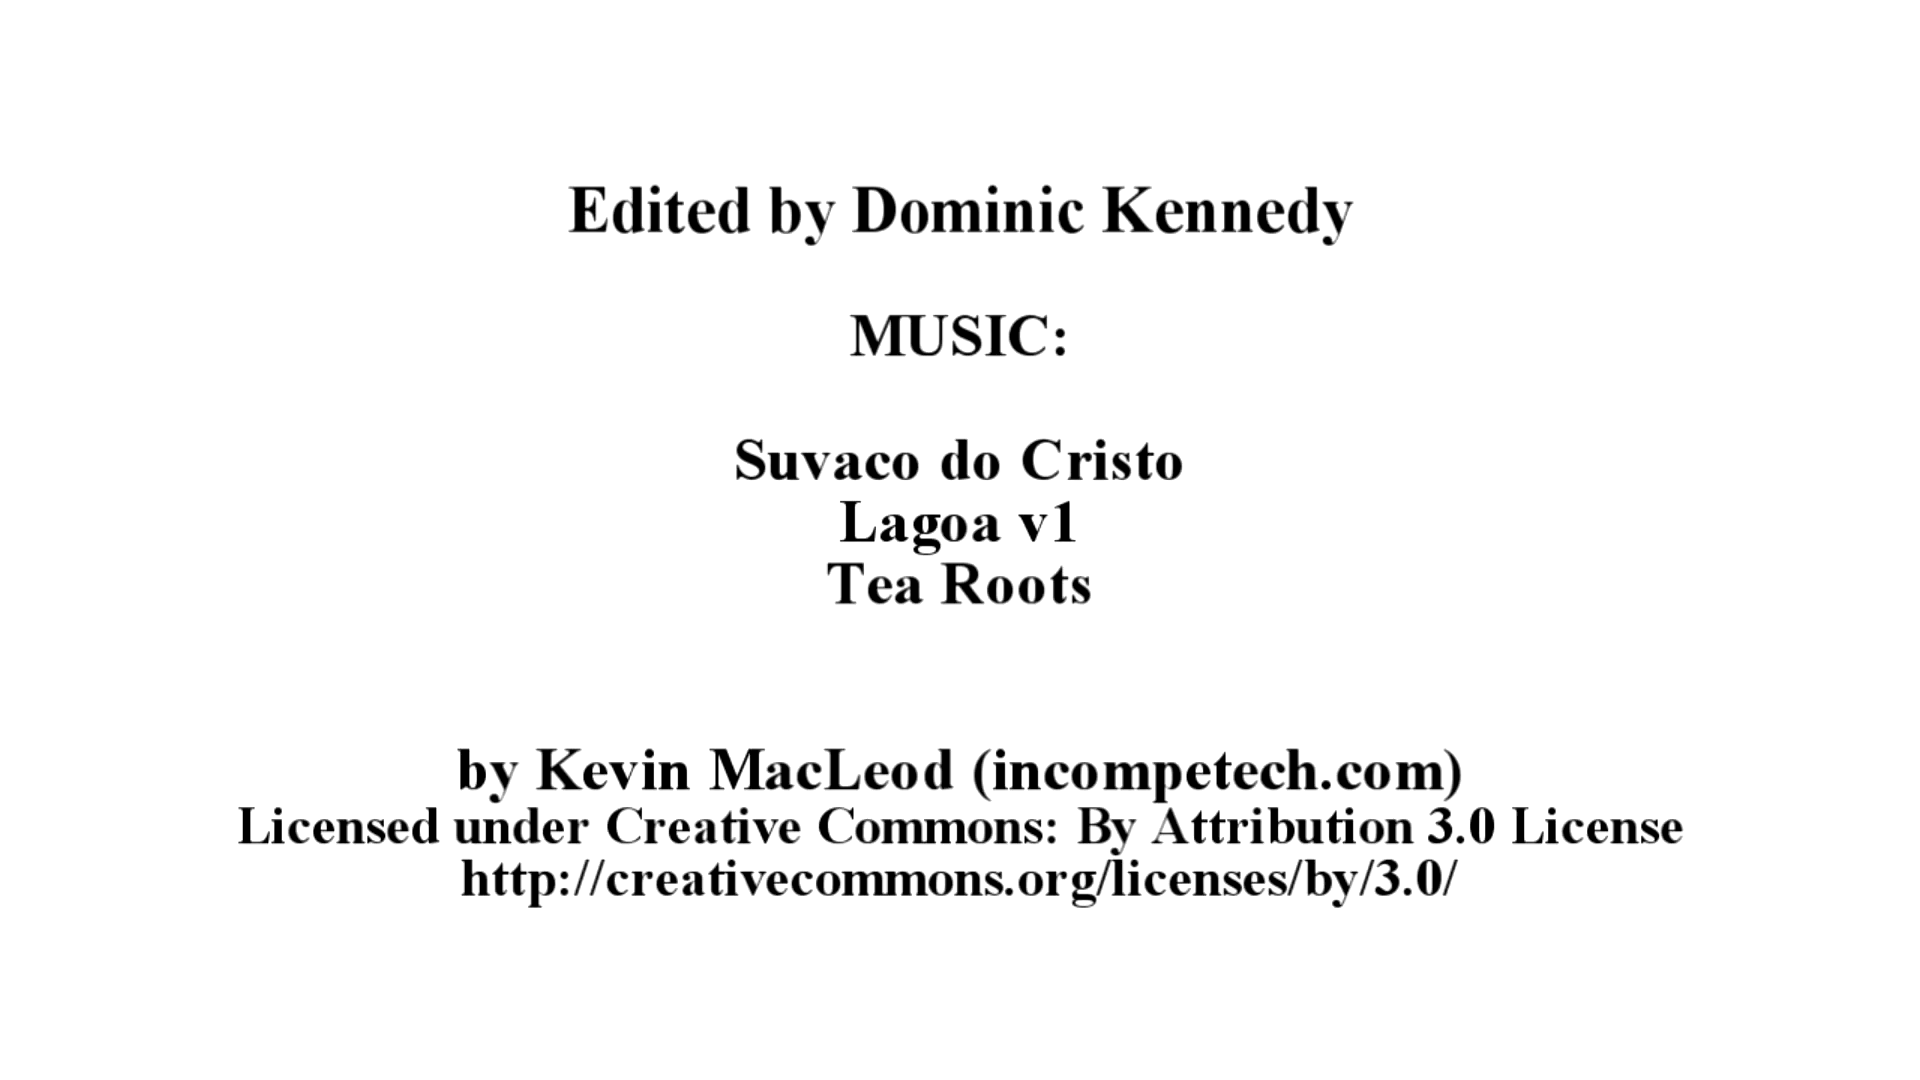 Edited by Dominic Kennedy
MUSIC:
Suvaco do Cristo
Lagoa v1
Tea Roots
by Kevin MacLeod (incompetech.com)
Licensed under Creative Commons: By Attribution 3.0 License
http://creativecommons.org/licenses/by/3.0/